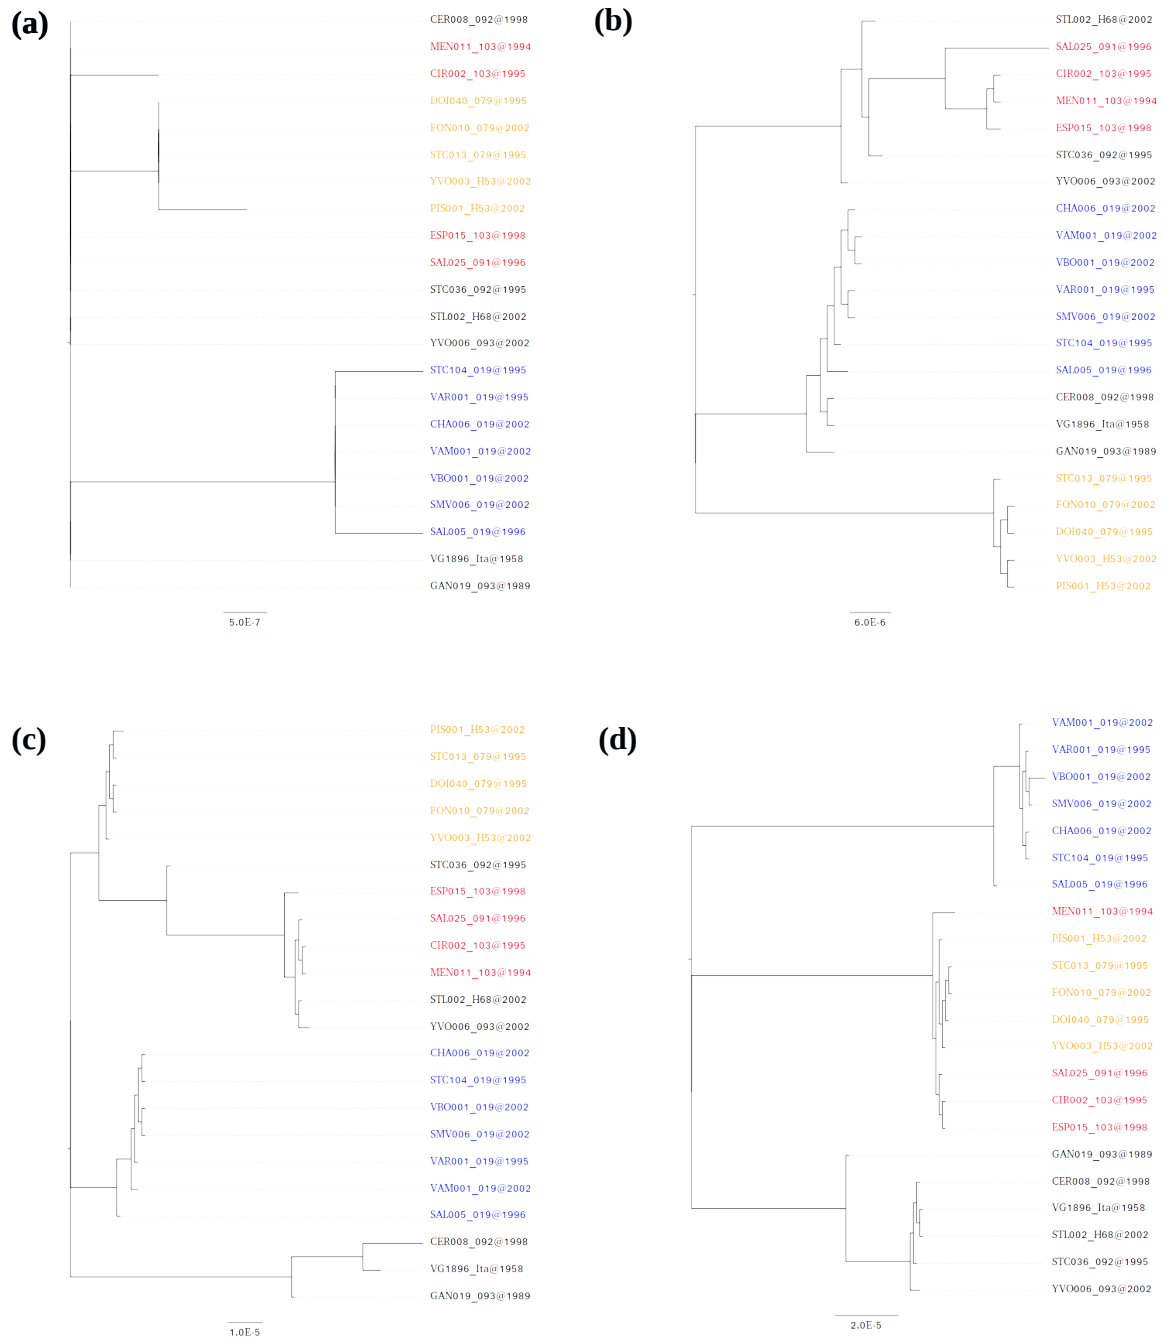 (a)
CER008_092@1998
MEN011_103@1994
CIR002_103@1995
DOI040_079@1995
FON010_079@2002
STC013_079@1995
YVO003_H53@2002
PIS001_H53@2002
ESP015_103@1998
SAL025_091@1996
STC036_092@1995
STL002_H68@2002
YVO006_093@2002
STC104_019@1995
VAR001_019@1995
CHA006_019@2002
VAM001_019@2002
VBO001_019@2002
SMV006_019@2002
SAL005_019@1996
VG1896_Ita@1958
GAN019_093@1989
5.0E-7
(b)
STL002_H68@2002
SAL025_091@1996
CIR002_103@1995
MEN011_103@1994
ESP015_103@1998
STC036_092@1995
YVO006_093@2002
CHA006_019@2002
VAM001_019@2002
VBO001_019@2002
VAR001_019@1995
SMV006_019@2002
STC104_019@1995
SAL005_019@1996
CER008_092@1998
VG1896_Ita@1958
GAN019_093@1989
STC013_079@1995
FON010_079@2002
DOI040_079@1995
YVO003_H53@2002
PIS001_H53@2002
6.0E-6
(c)
PIS001_H53@2002
STC013_079@1995
DOI040_079@1995
FON010_079@2002
YVO003_H53@2002
STC036_092@1995
ESP015_103@1998
SAL025_091@1996
CIR002_103@1995
MEN011_103@1994
STL002_H68@2002
YVO006_093@2002
CHA006_019@2002
STC104_019@1995
VBO001_019@2002
SMV006_019@2002
VAR001_019@1995
VAM001_019@2002
SAL005_019@1996
CER008_092@1998
VG1896_Ita@1958
GAN019_093@1989
1.0E-5
(d)
VAM001_019@2002
VAR001_019@1995
VBO001_019@2002
SMV006_019@2002
CHA006_019@2002
STC104_019@1995
SAL005_019@1996
MEN011_103@1994
PIS001_H53@2002
STC013_079@1995
FON010_079@2002
DOI040_079@1995
YVO003_H53@2002
SAL025_091@1996
CIR002_103@1995
ESP015_103@1998
GAN019_093@1989
CER008_092@1998
VG1896_Ita@1958
STL002_H68@2002
STC036_092@1995
YVO006_093@2002
2.0E-5